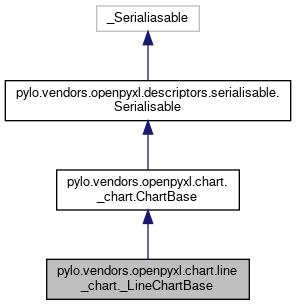 _Serialiasable
pylo.vendors.openpyxl.descriptors.serialisable.
Serialisable
pylo.vendors.openpyxl.chart.
_chart.ChartBase
pylo.vendors.openpyxl.chart.line
_chart._LineChartBase